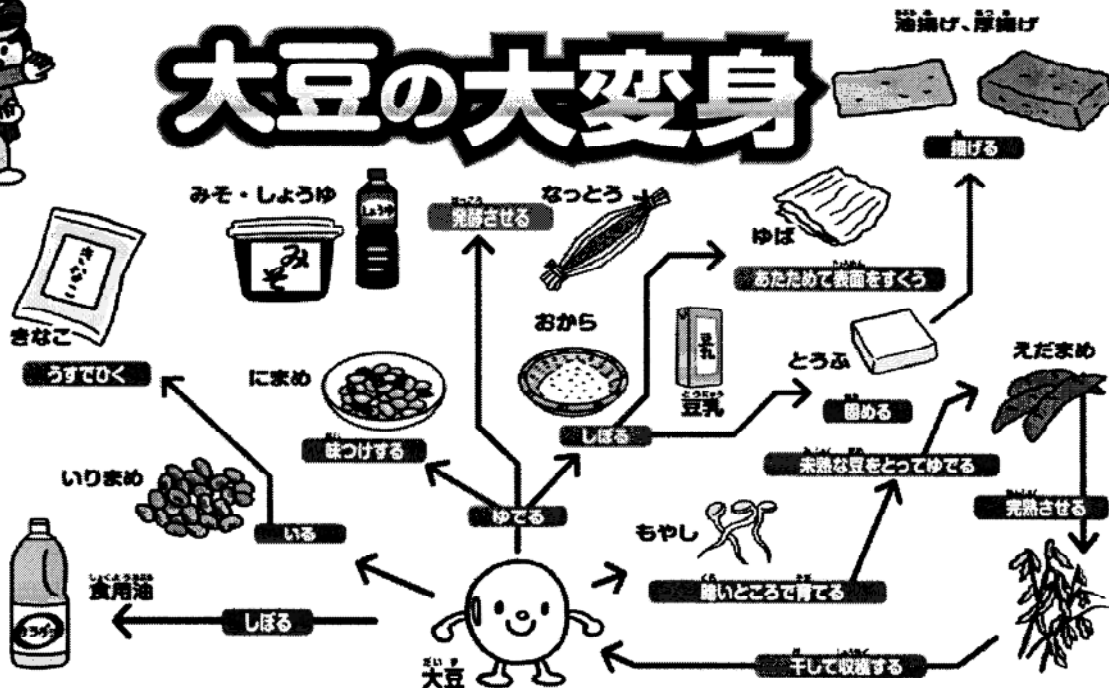 大豆の大変身
油揚げ、厚揚げ
揚げる
みそ・しょうゆ
しょうゆ
みそ
発酵させる
なっとう
ゆば
あたためて表面をすくう
きなこ
きなこ
うすでひく
にまめ
味つけする
おから
豆乳
豆乳
しぼる
とうふ
固める
えだまめ
未熟な豆をとってゆでる
完熟させる
いりまめ
いる
ゆでる
もやし
暗いところで育てる
食用油
しぼる
大豆
干して収穫する